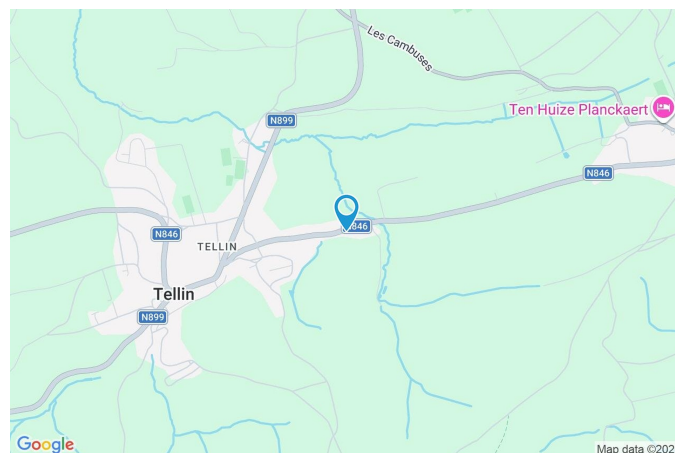 Les Cambuses
Ten Huize Planckaert
N899
N846
N846
N846
TELLIN
Tellin
N899
Google
Map data ©202